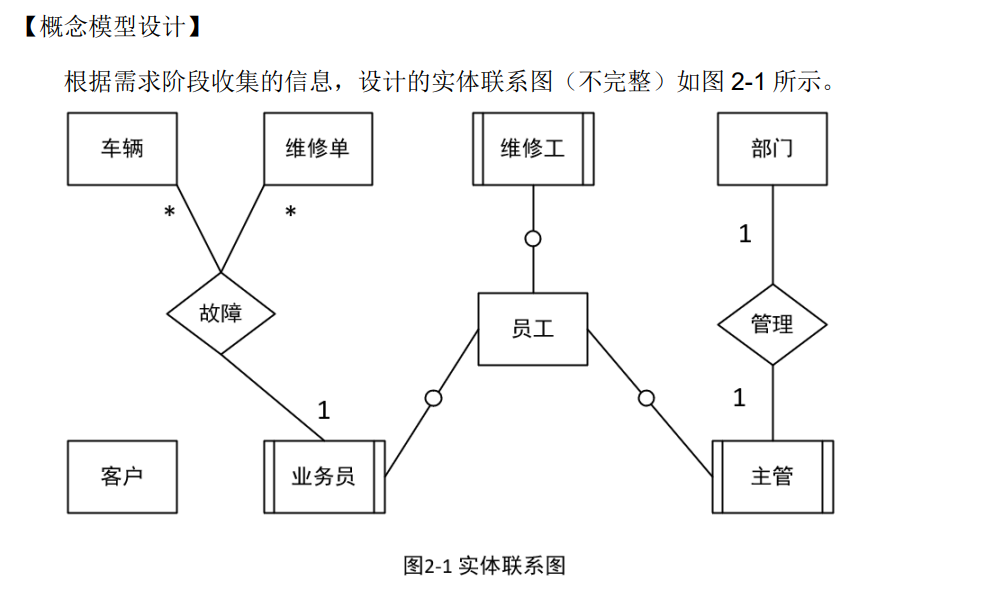 【概念模型设计】
根据需求阶段收集的信息，设计的实体联系图（不完整）如图 2-1 所示。
车辆
维修单
维修工
部门
*
*
1
故障
员工
管理
1
1
客户
业务员
主管
图2-1 实体联系图